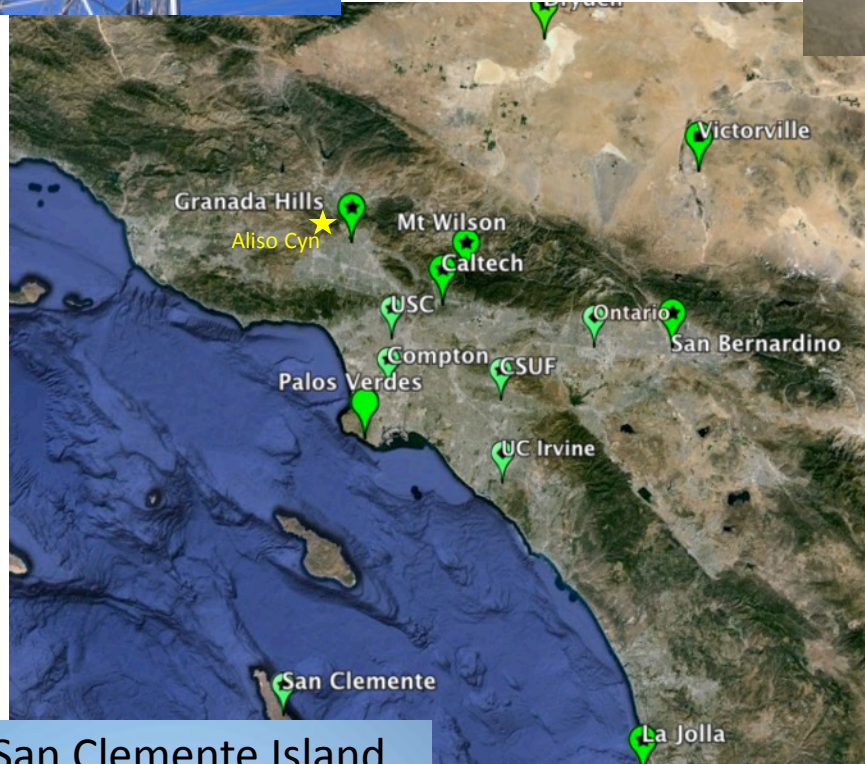 Dryden
Victorville
Granada Hills
Aliso Cyn
Mt Wilson
Caltech
USC
Ontario
San Bernardino
Compton
CSUF
Palos Verdes
UC Irvine
San Clemente
La Jolla
San Clemente Island